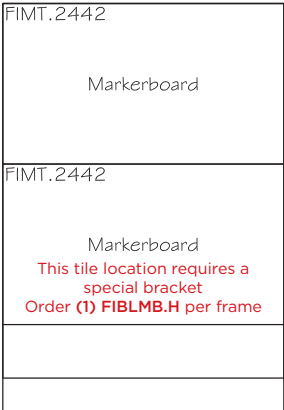 FIMT.2442
Markerboard
FIMT.2442
Markerboard
This tile location requires a
special bracket
Order (1) FIBLMB.H per frame